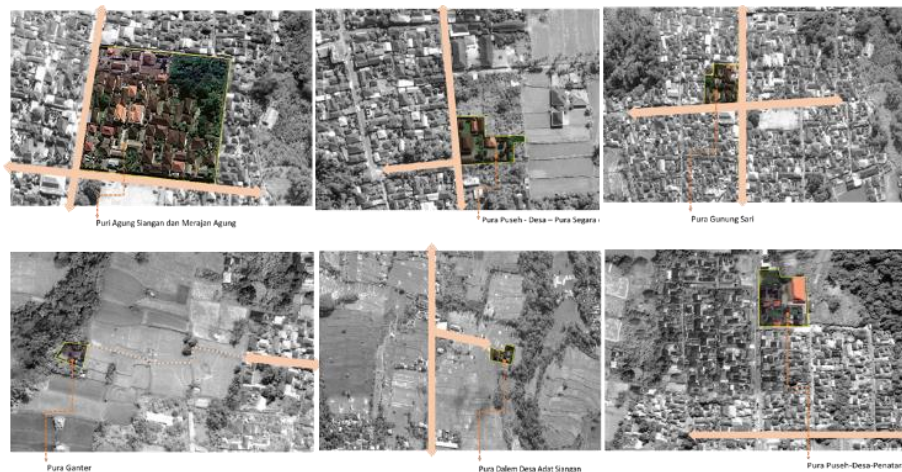 Puri Agung Siangan dan Merajan Agung
Pura Puseh - Desa – Pura Segara
Pura Gunung Sari
Pura Ganter
Pura Dalem Desa Adat Siangan
Pura Puseh-Desa-Penatar